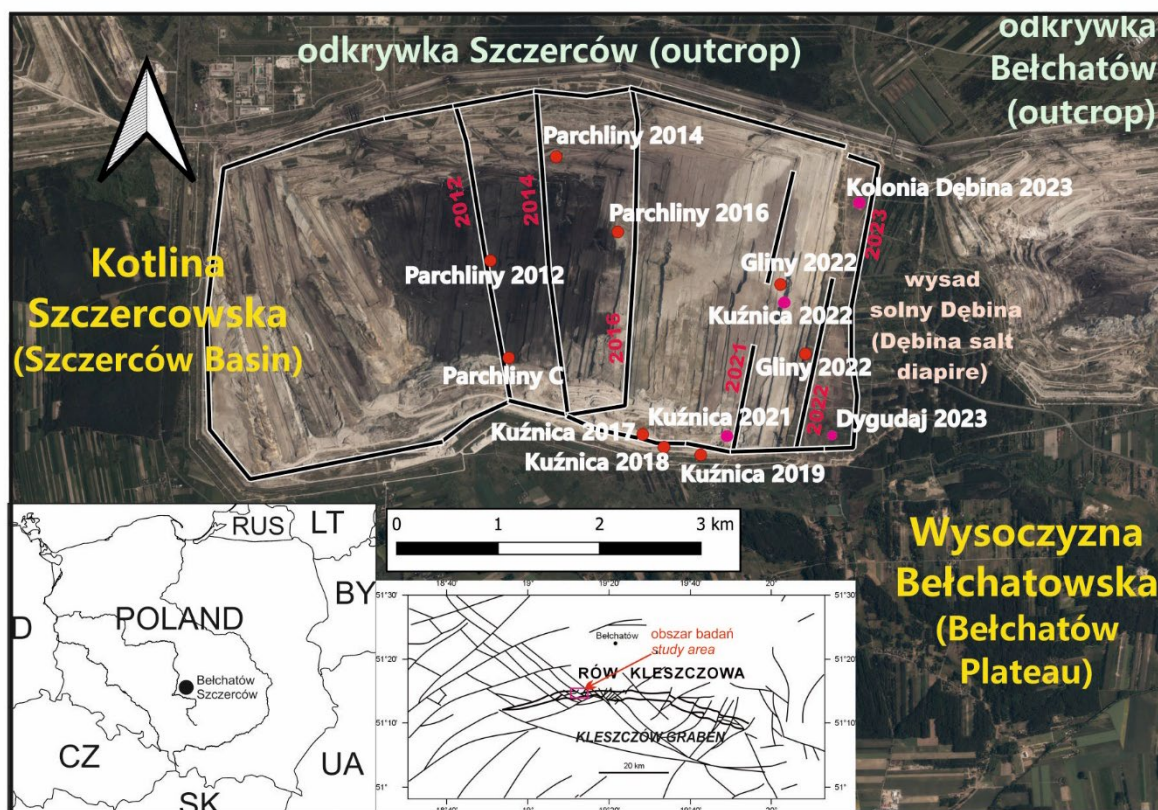 odkrywka Szczerców (outcrop)
odkrywka
Bełchatów
(outcrop)
Parchliny 2014
Kolonia Dębina 2023
2012
2014
Parchliny 2016
2023
Kotlina
Szczercowska
(Szczerców Basin)
Parchliny 2012
Gliny 2022
wysad
solny Dębina
(Dębina salt
diapire)
Kuźnica 2022
2016
2021
Gliny 2022
Parchliny C
2022
Kuźnica 2021
Dygudaj 2023
Kuźnica 2017
Kuźnica 2018
Kuźnica 2019
0 1 2 3 km
Wysoczyzna
Bełchatowska
(Bełchatów
Plateau)
RUS
LT
BY
POLAND
D
Bełchatów
Szczerców
CZ
UA
SK
18°40' 19° 19°20' 19°40' 20°
51°30'
51°20'
51°10'
51°
Bełchatów
obszar badań
study area
RÓW KLESZCZOWA
KLESZCZÓW GRABEN
20 km